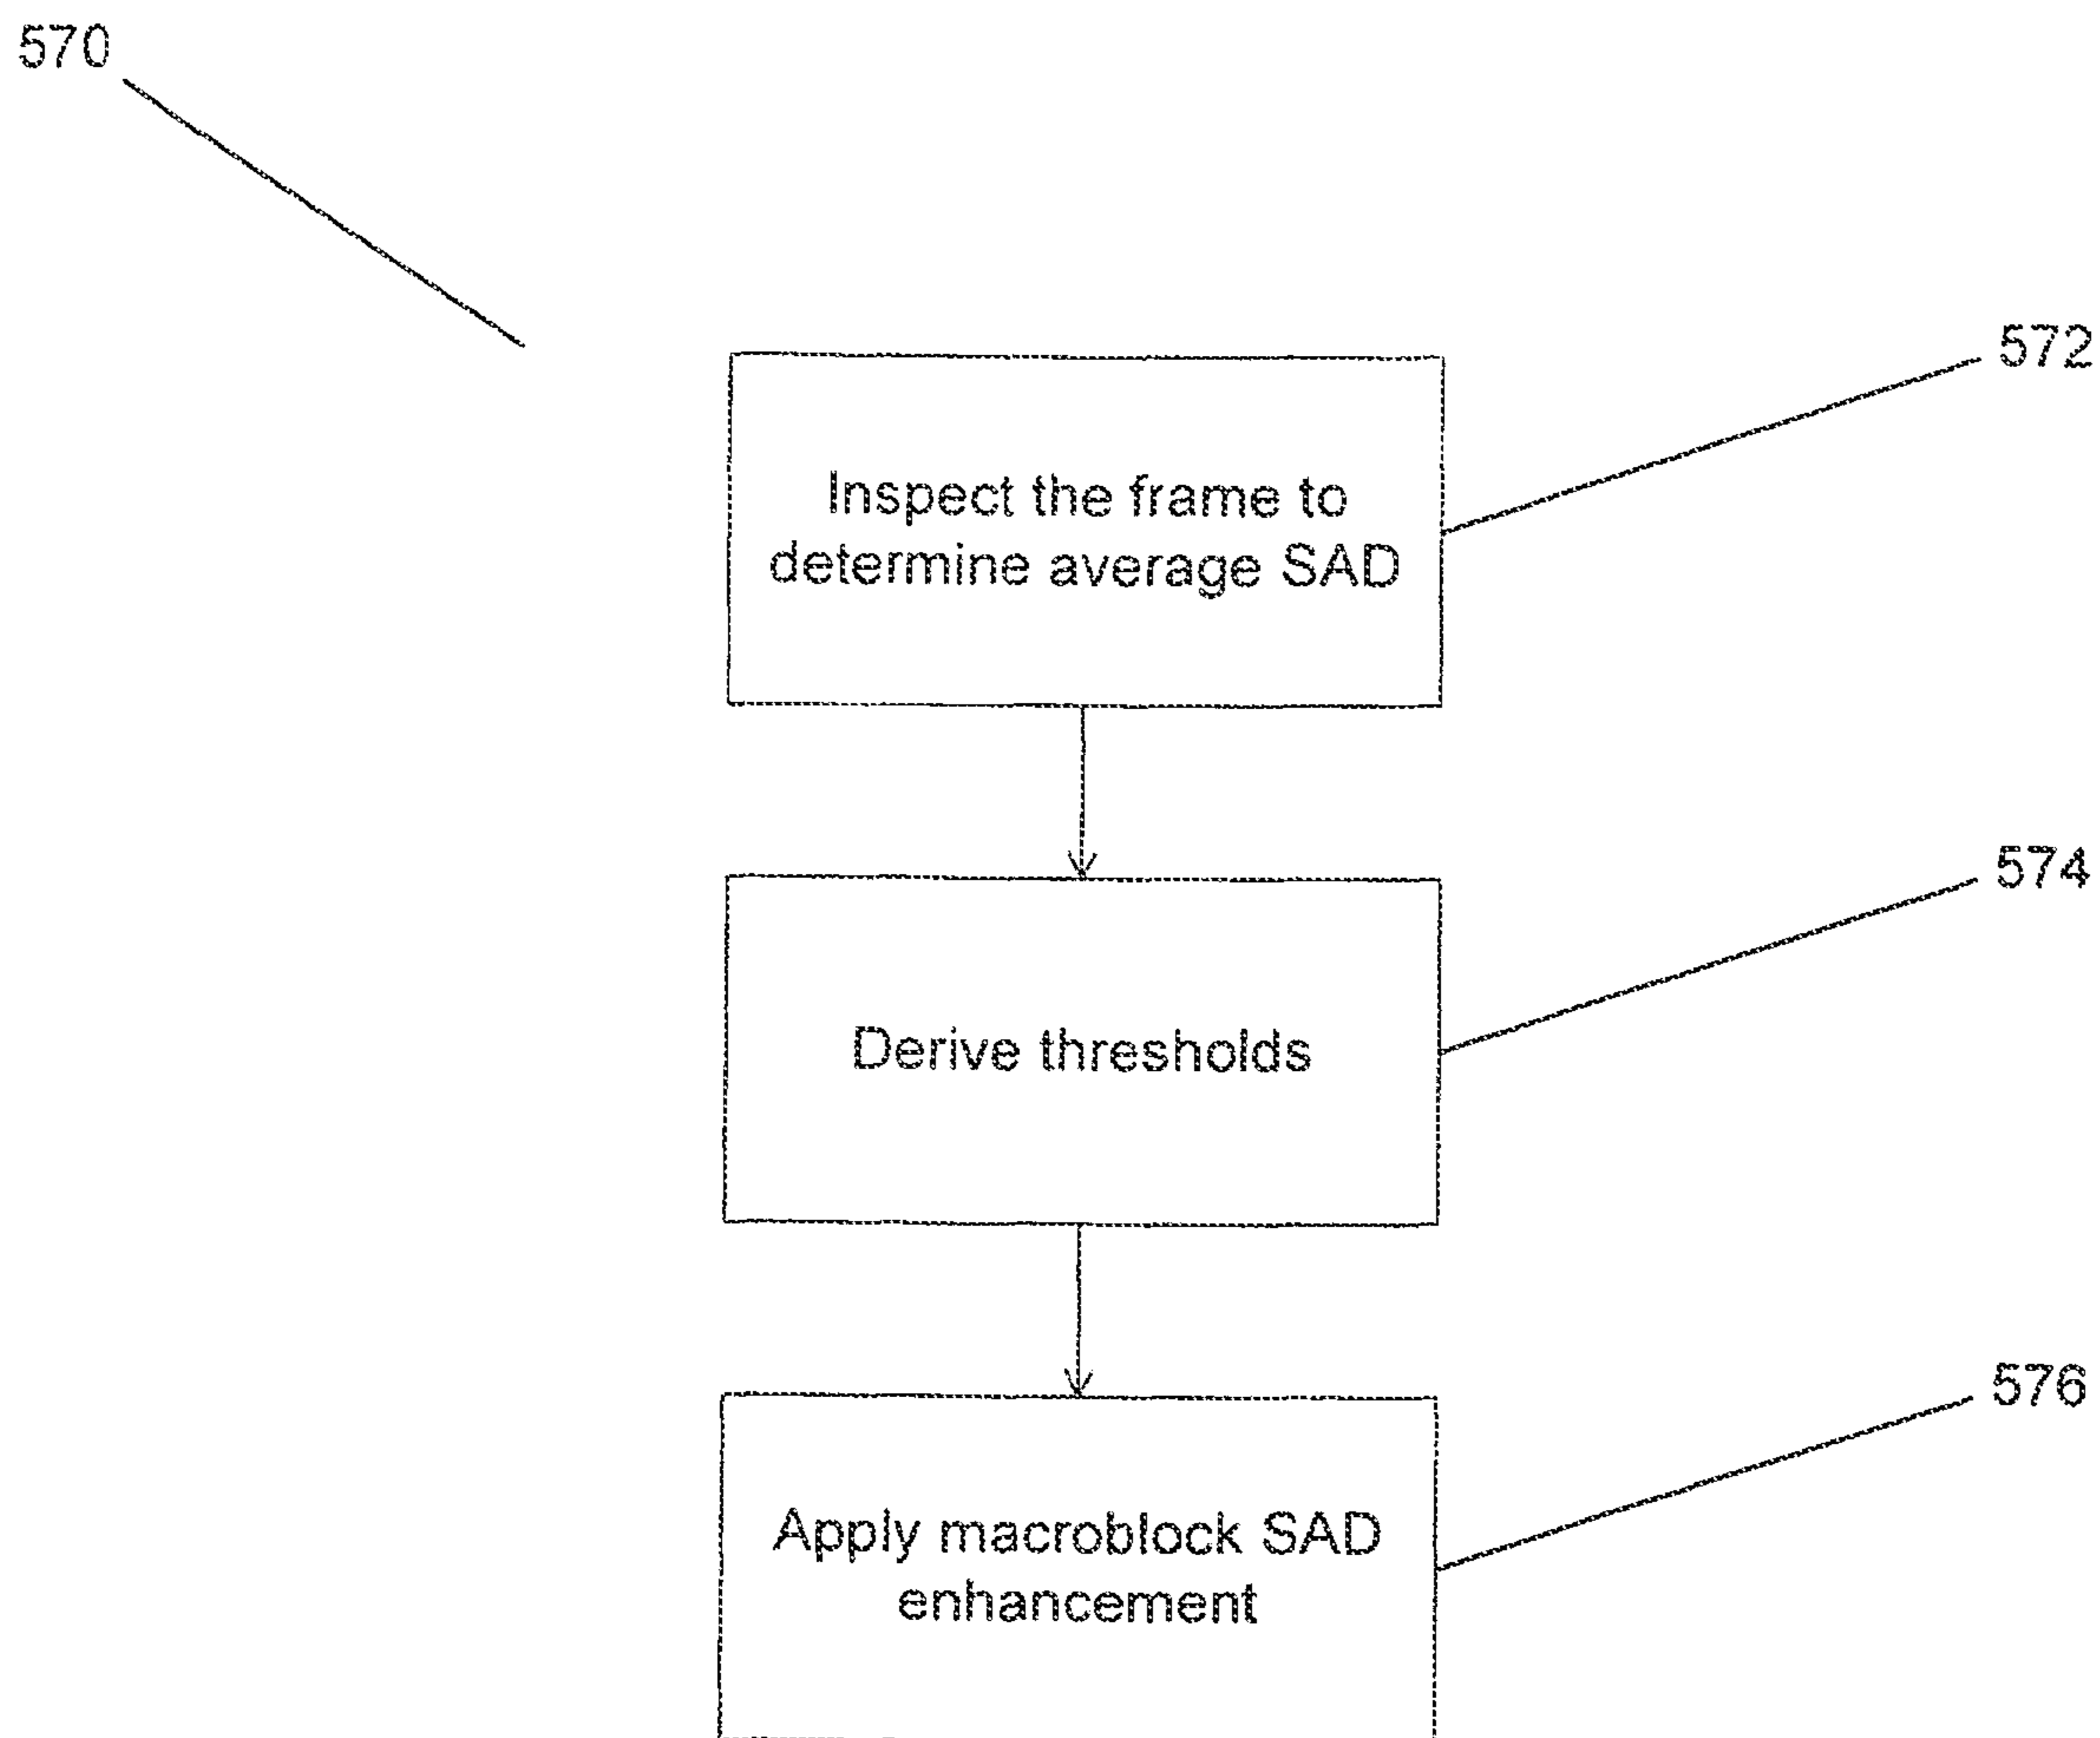 570
572
Inspect the frame to
determine average SAD
574
Derive thresholds
576
Apply macroblock SAD
enhancement